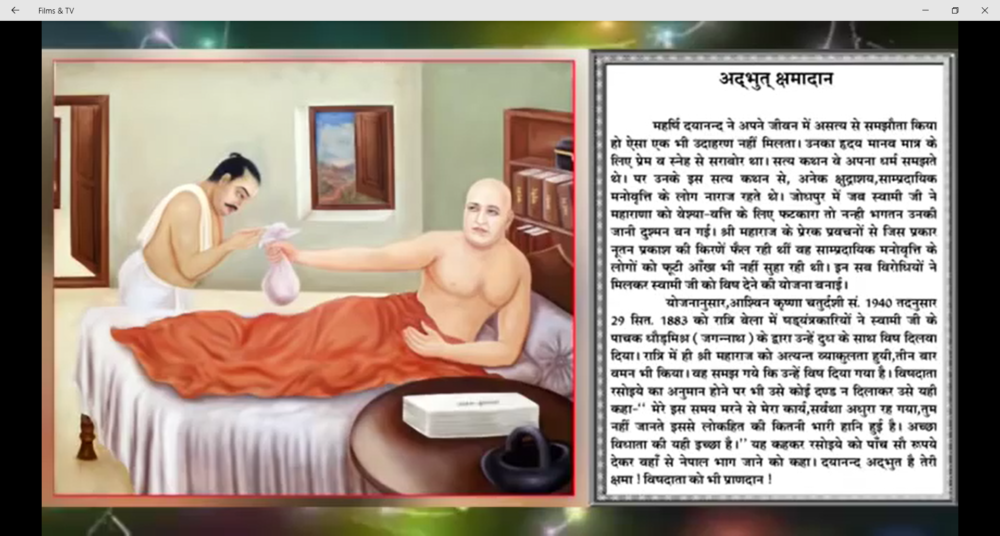 Films & TV
अद्भुत् क्षमादान
महर्षि दयानन्द ने अपने जीवन में असत्य से समझौता किया
हो ऐसा एक भी उदाहरण नहीं मिलता। उनका हृदय मानव मात्र के
लिए प्रेम व स्नेह से सराबोर था। सत्य कथन वे अपना धर्म समझते
थे। पर उनके इस सत्य कथन से, अनेक क्षुद्राशय,साम्प्रदायिक
मनोवृत्ति के लोग नाराज रहते थे। जोधपुर में जब स्वामी जी ने
महाराणा को वेश्या-वत्ति के लिए फटकारा तो नन्ही भगतन उनकी
जानी दुश्मन बन गई। श्री महाराज के प्रेरक प्रवचनों से जिस प्रकार
नूतन प्रकाश की किरणें फैल रही थीं वह साम्प्रदायिक मनोवृत्ति के
लोगों को फूटी आँख भी नहीं सुहा रही थी। इन सब विरोधियों ने
मिलकर स्वामी जी को विष देने की योजना बनाई।
योजनानुसार,आश्विन कृष्णा चतुर्दशी सं. 1940 तदनुसार
29 सित. 1883 को रात्रि वेला में षड्यंत्रकारियों ने स्वामी जी के
पाचक धौड़मिश्र ( जगन्नाथ ) के द्वारा उन्हें दुध के साथ विष दिलवा
दिया। रात्रि में ही श्री महाराज को अत्यन्त व्याकुलता हुयी,तीन बार
वमन भी किया। वह समझ गये कि उन्हें विष दिया गया है। विषदाता
रसोइये का अनुमान होने पर भी उसे कोई दण्ड न दिलाकर उसे यही
कहा-‘‘ मेरे इस समय मरने से मेरा कार्य,सर्वथा अधुरा रह गया,तुम
नहीं जानते इससे लोकहित की कितनी भारी हानि हुई है। अच्छा
विधाता की यही इच्छा है।’’ यह कहकर रसोइये को पाँच सौ रूपये
देकर वहाँ से नेपाल भाग जाने को कहा। दयानन्द अद्भुत है तेरी
क्षमा ! विषदाता को भी प्राणदान !